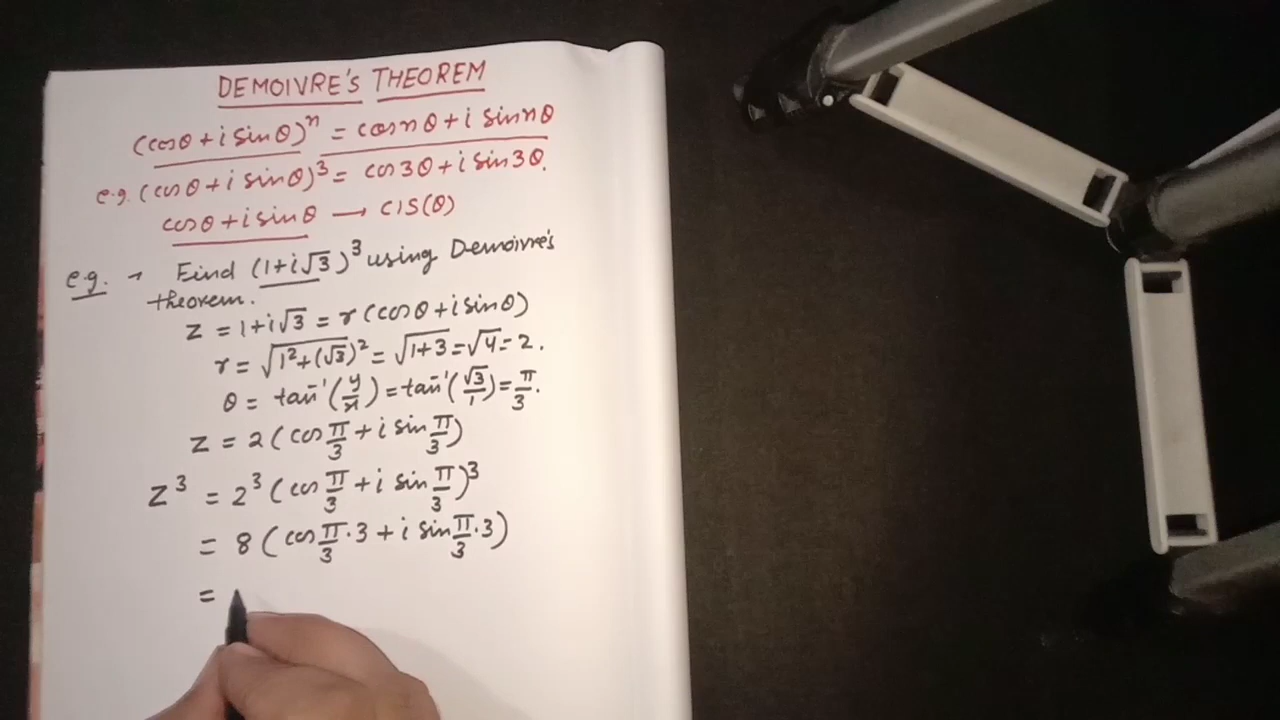 DEMOIVRE'S THEOREM
(cosθ + i sinθ)ⁿ = cosnθ + i sinnθ
e.g. (cosθ + i sinθ)³ = cos3θ + i sin3θ.
cosθ + i sinθ → CIS(θ)
e.g. → Find (1+i√3)³ using Demoivre's
theorem.
z = 1+i√3 = r (cosθ + i sinθ)
r = √(1²+(√3)²) = √(1+3) = √4 = 2.
θ = tan⁻¹(y/x) = tan⁻¹(√3/1) = π/3.
z = 2 (cos π/3 + i sin π/3)
z³ = 2³ (cos π/3 + i sin π/3)³
= 8 (cos π/3 · 3 + i sin π/3 · 3)
=